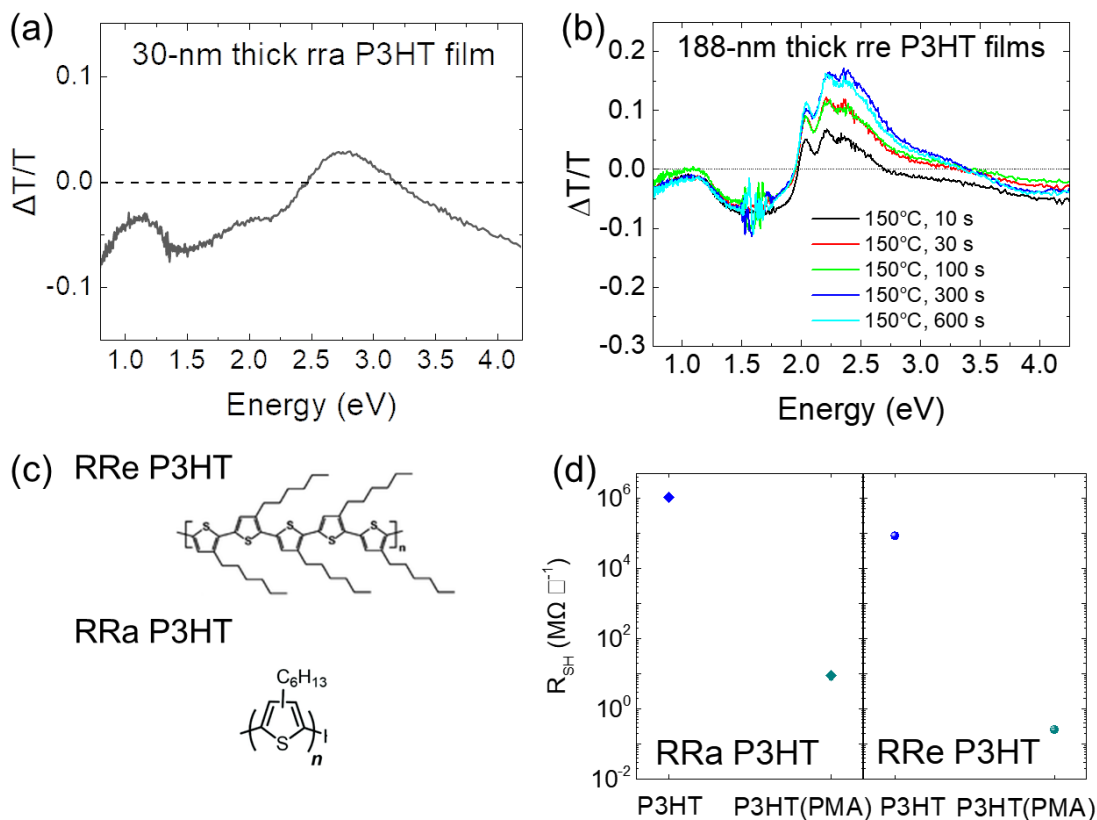 (a)
30-nm thick rra P3HT film
0.1
0.0
-0.1
ΔT/T
1.0 1.5 2.0 2.5 3.0 3.5 4.0
Energy (eV)
(b)
188-nm thick rre P3HT films
0.2
0.1
0.0
-0.1
-0.2
-0.3
ΔT/T
150°C, 10 s
150°C, 30 s
150°C, 100 s
150°C, 300 s
150°C, 600 s
1.0 1.5 2.0 2.5 3.0 3.5 4.0
Energy (eV)
(c)
RRe P3HT
S S S S S
n
RRa P3HT
C6H13
S
n
(d)
10^6
10^4
10^2
10^0
10^-2
R_SH (MΩ □^-1)
RRa P3HT RRe P3HT
P3HT P3HT(PMA) P3HT P3HT(PMA)